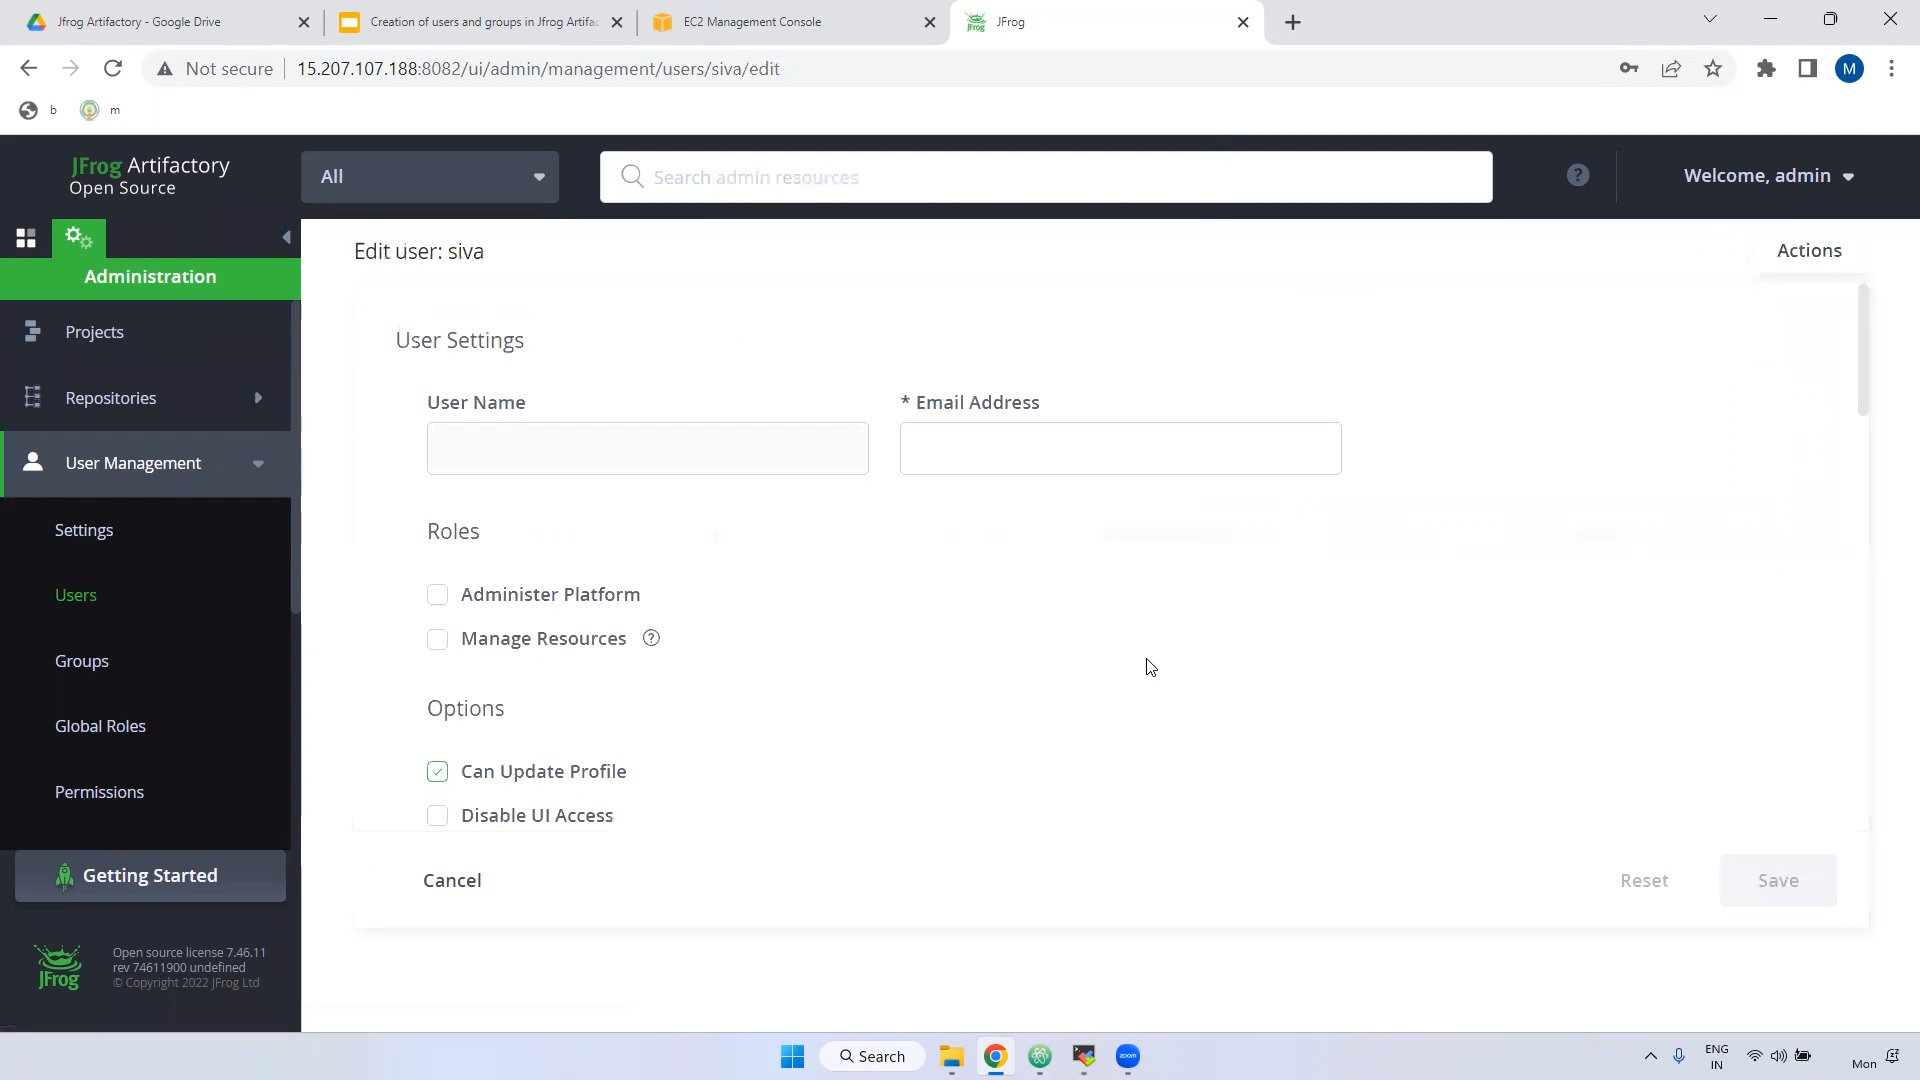 Jfrog Artifactory - Google Drive
Creation of users and groups in Jfrog Artifac
EC2 Management Console
JFrog
Not secure
15.207.107.188:8082/ui/admin/management/users/siva/edit
M
b
m
JFrog Artifactory
Open Source
All
Search admin resources
?
Welcome, admin
Administration
Projects
Repositories
User Management
Settings
Users
Groups
Global Roles
Permissions
Getting Started
JFrog
Open source license 7.46.11
rev 74611900 undefined
© Copyright 2022 JFrog Ltd
Edit user: siva
Actions
User Settings
User Name
* Email Address
Roles
Administer Platform
Manage Resources ?
Options
Can Update Profile
Disable UI Access
Cancel
Reset
Save
Search
zoom
ENG
IN
Mon